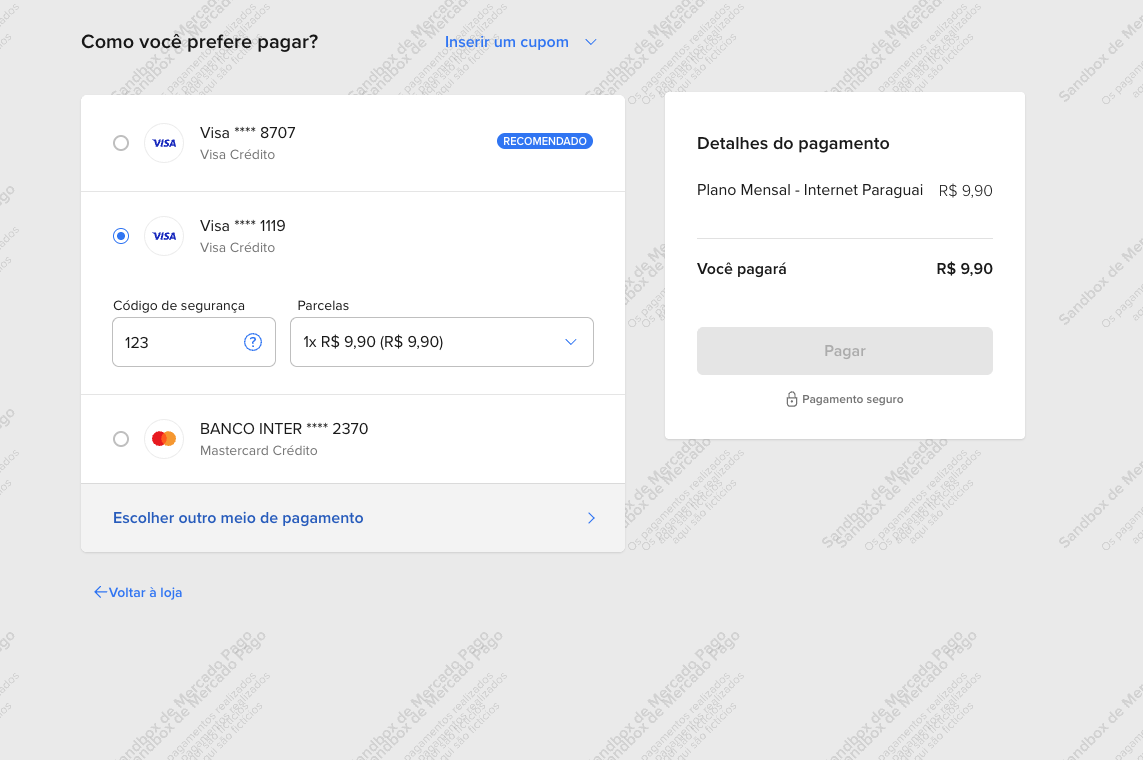 Como você prefere pagar?
Inserir um cupom
VISA
Visa **** 8707
Visa Crédito
RECOMENDADO
VISA
Visa **** 1119
Visa Crédito
Código de segurança
Parcelas
123
?
1x R$ 9,90 (R$ 9,90)
BANCO INTER **** 2370
Mastercard Crédito
Escolher outro meio de pagamento
Voltar à loja
Detalhes do pagamento
Plano Mensal - Internet Paraguai R$ 9,90
Você pagará R$ 9,90
Pagar
Pagamento seguro
Sandbox de Mercado Pago
Os pagamentos realizados
aqui são fictícios